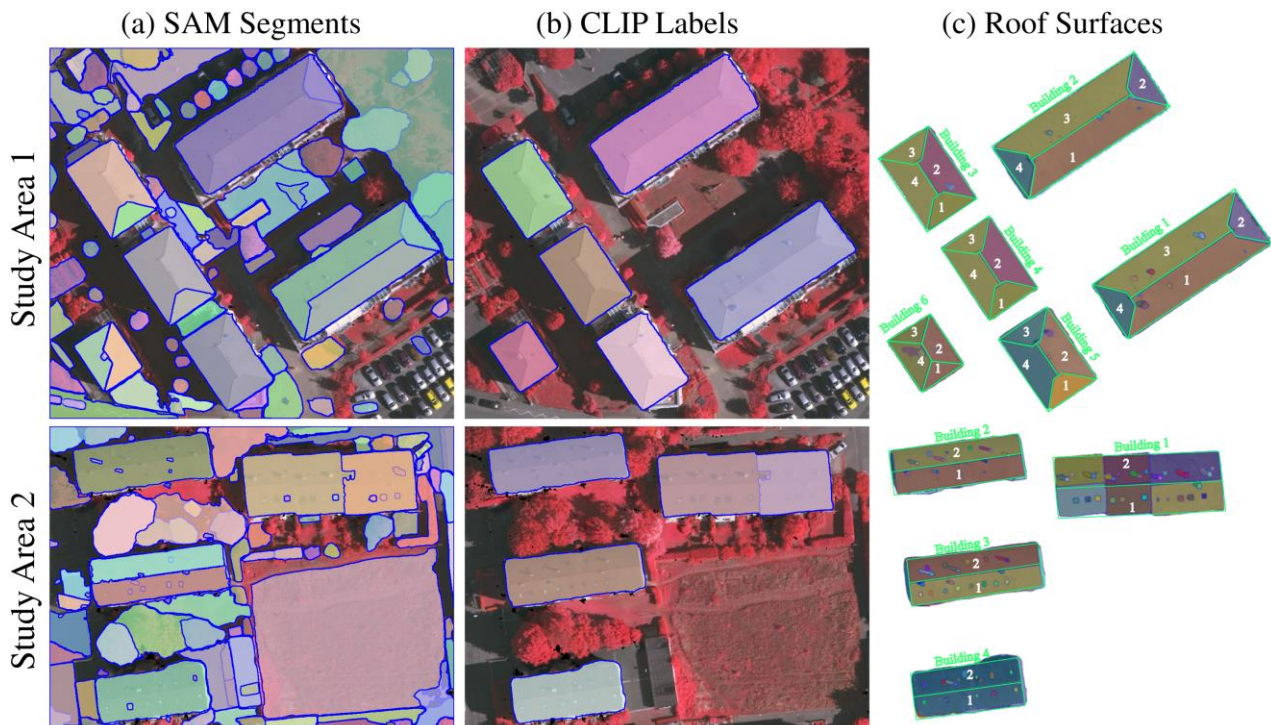 (a) SAM Segments
(b) CLIP Labels
(c) Roof Surfaces
Study Area 1
Building 2
2
3
1
4
Building 3
3
2
4
1
Building 4
3
2
4
1
Building 1
2
3
1
4
Building 6
3
2
4
1
Building 5
3
2
4
1
Study Area 2
Building 2
2
1
Building 1
2
1
Building 3
2
1
Building 4
2
1